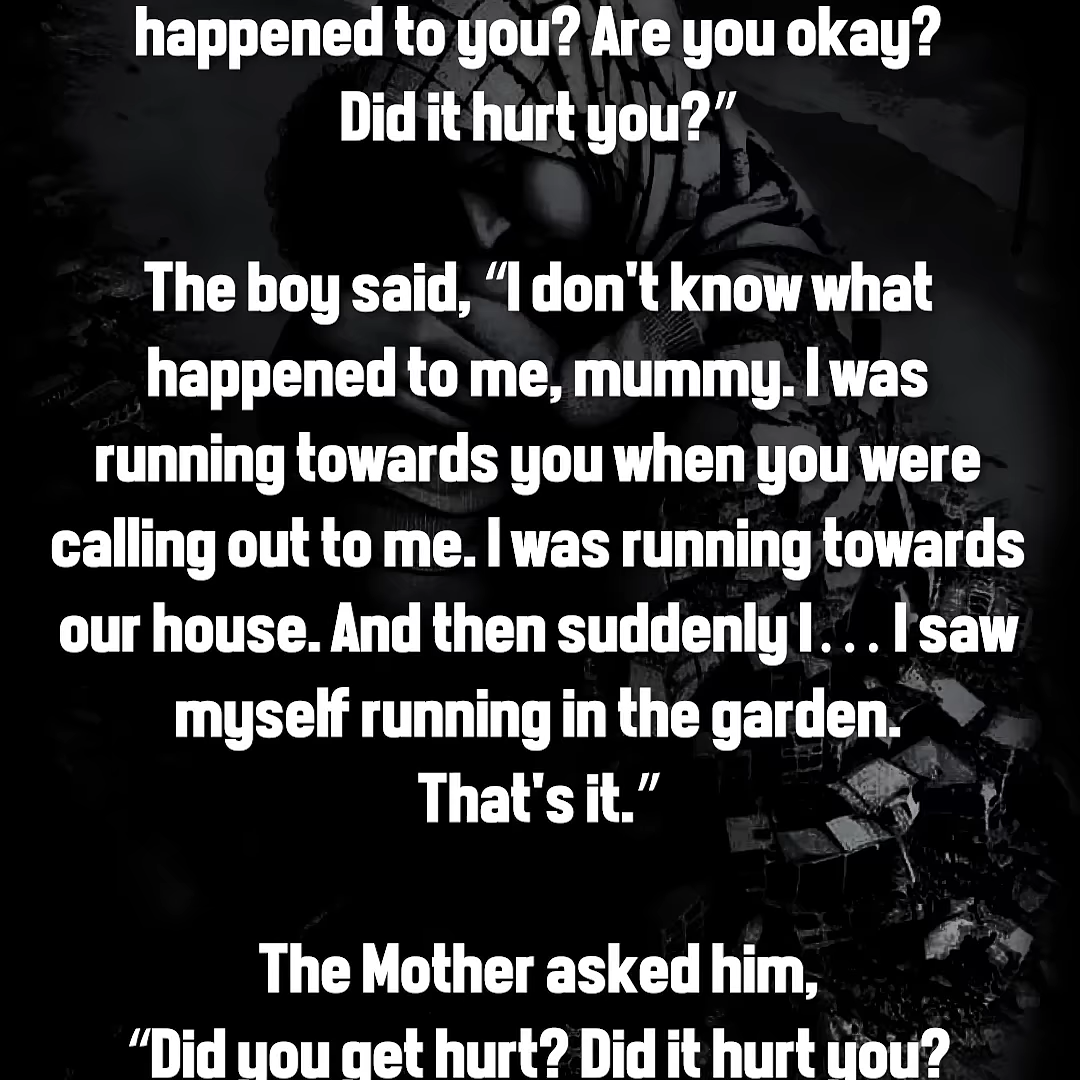 happened to you? Are you okay?
Did it hurt you?”
The boy said, “I don't know what
happened to me, mummy. I was
running towards you when you were
calling out to me. I was running towards
our house. And then suddenly I... I saw
myself running in the garden.
That's it.”
The Mother asked him,
“Did you get hurt? Did it hurt you?